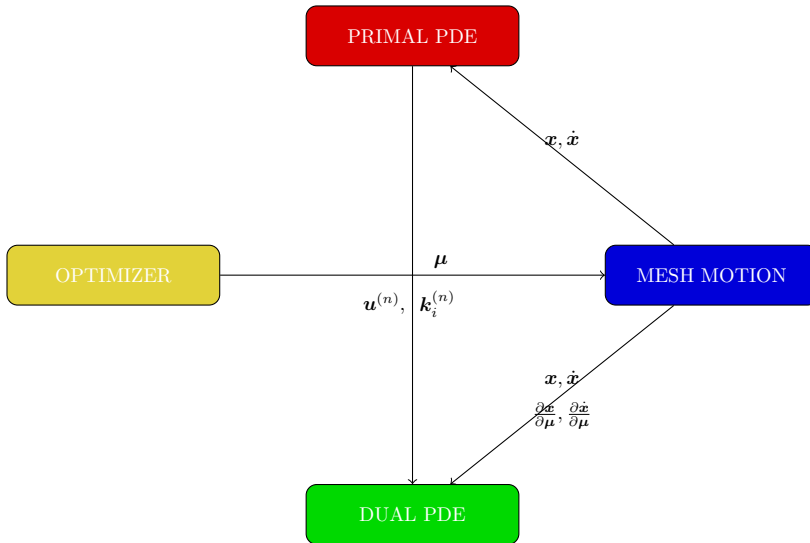 PRIMAL PDE
x, ẋ
OPTIMIZER
μ
MESH MOTION
u^{(n)}, k_i^{(n)}
x, ẋ
∂x/∂μ, ∂ẋ/∂μ
DUAL PDE